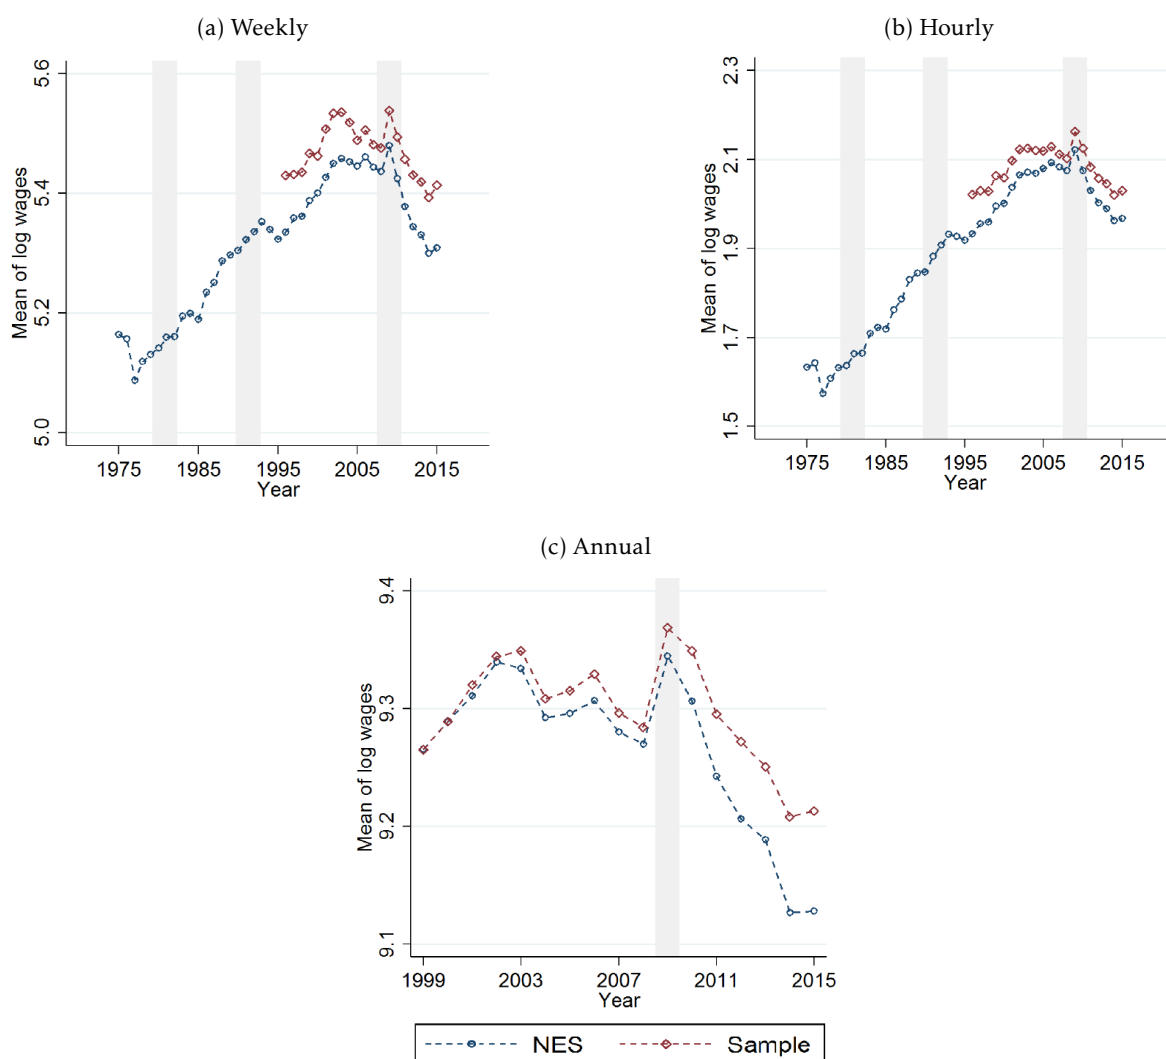 (a) Weekly
Mean of log wages
5.6
5.4
5.2
5.0
1975 1985 1995 2005 2015
Year
(b) Hourly
Mean of log wages
2.3
2.1
1.9
1.7
1.5
1975 1985 1995 2005 2015
Year
(c) Annual
Mean of log wages
9.4
9.3
9.2
9.1
1999 2003 2007 2011 2015
Year
NES Sample